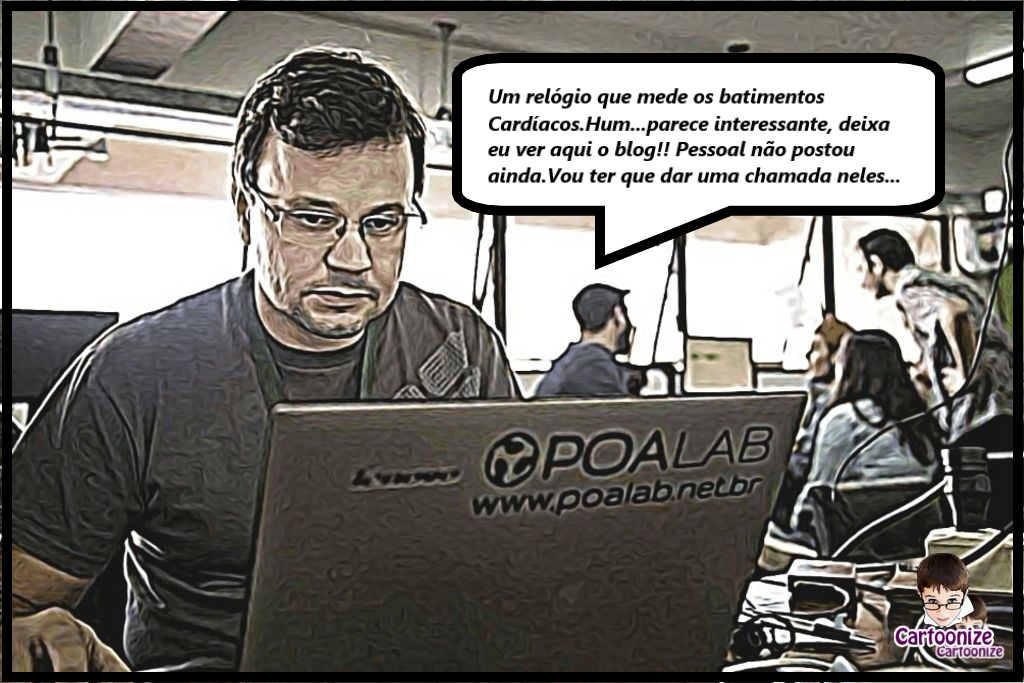 Um relógio que mede os batimentos
Cardíacos.Hum...parece interessante, deixa
eu ver aqui o blog!! Pessoal não postou
ainda.Vou ter que dar uma chamada neles...
POALAB
www.poalab.net.br
Cartoonize
Cartoonize